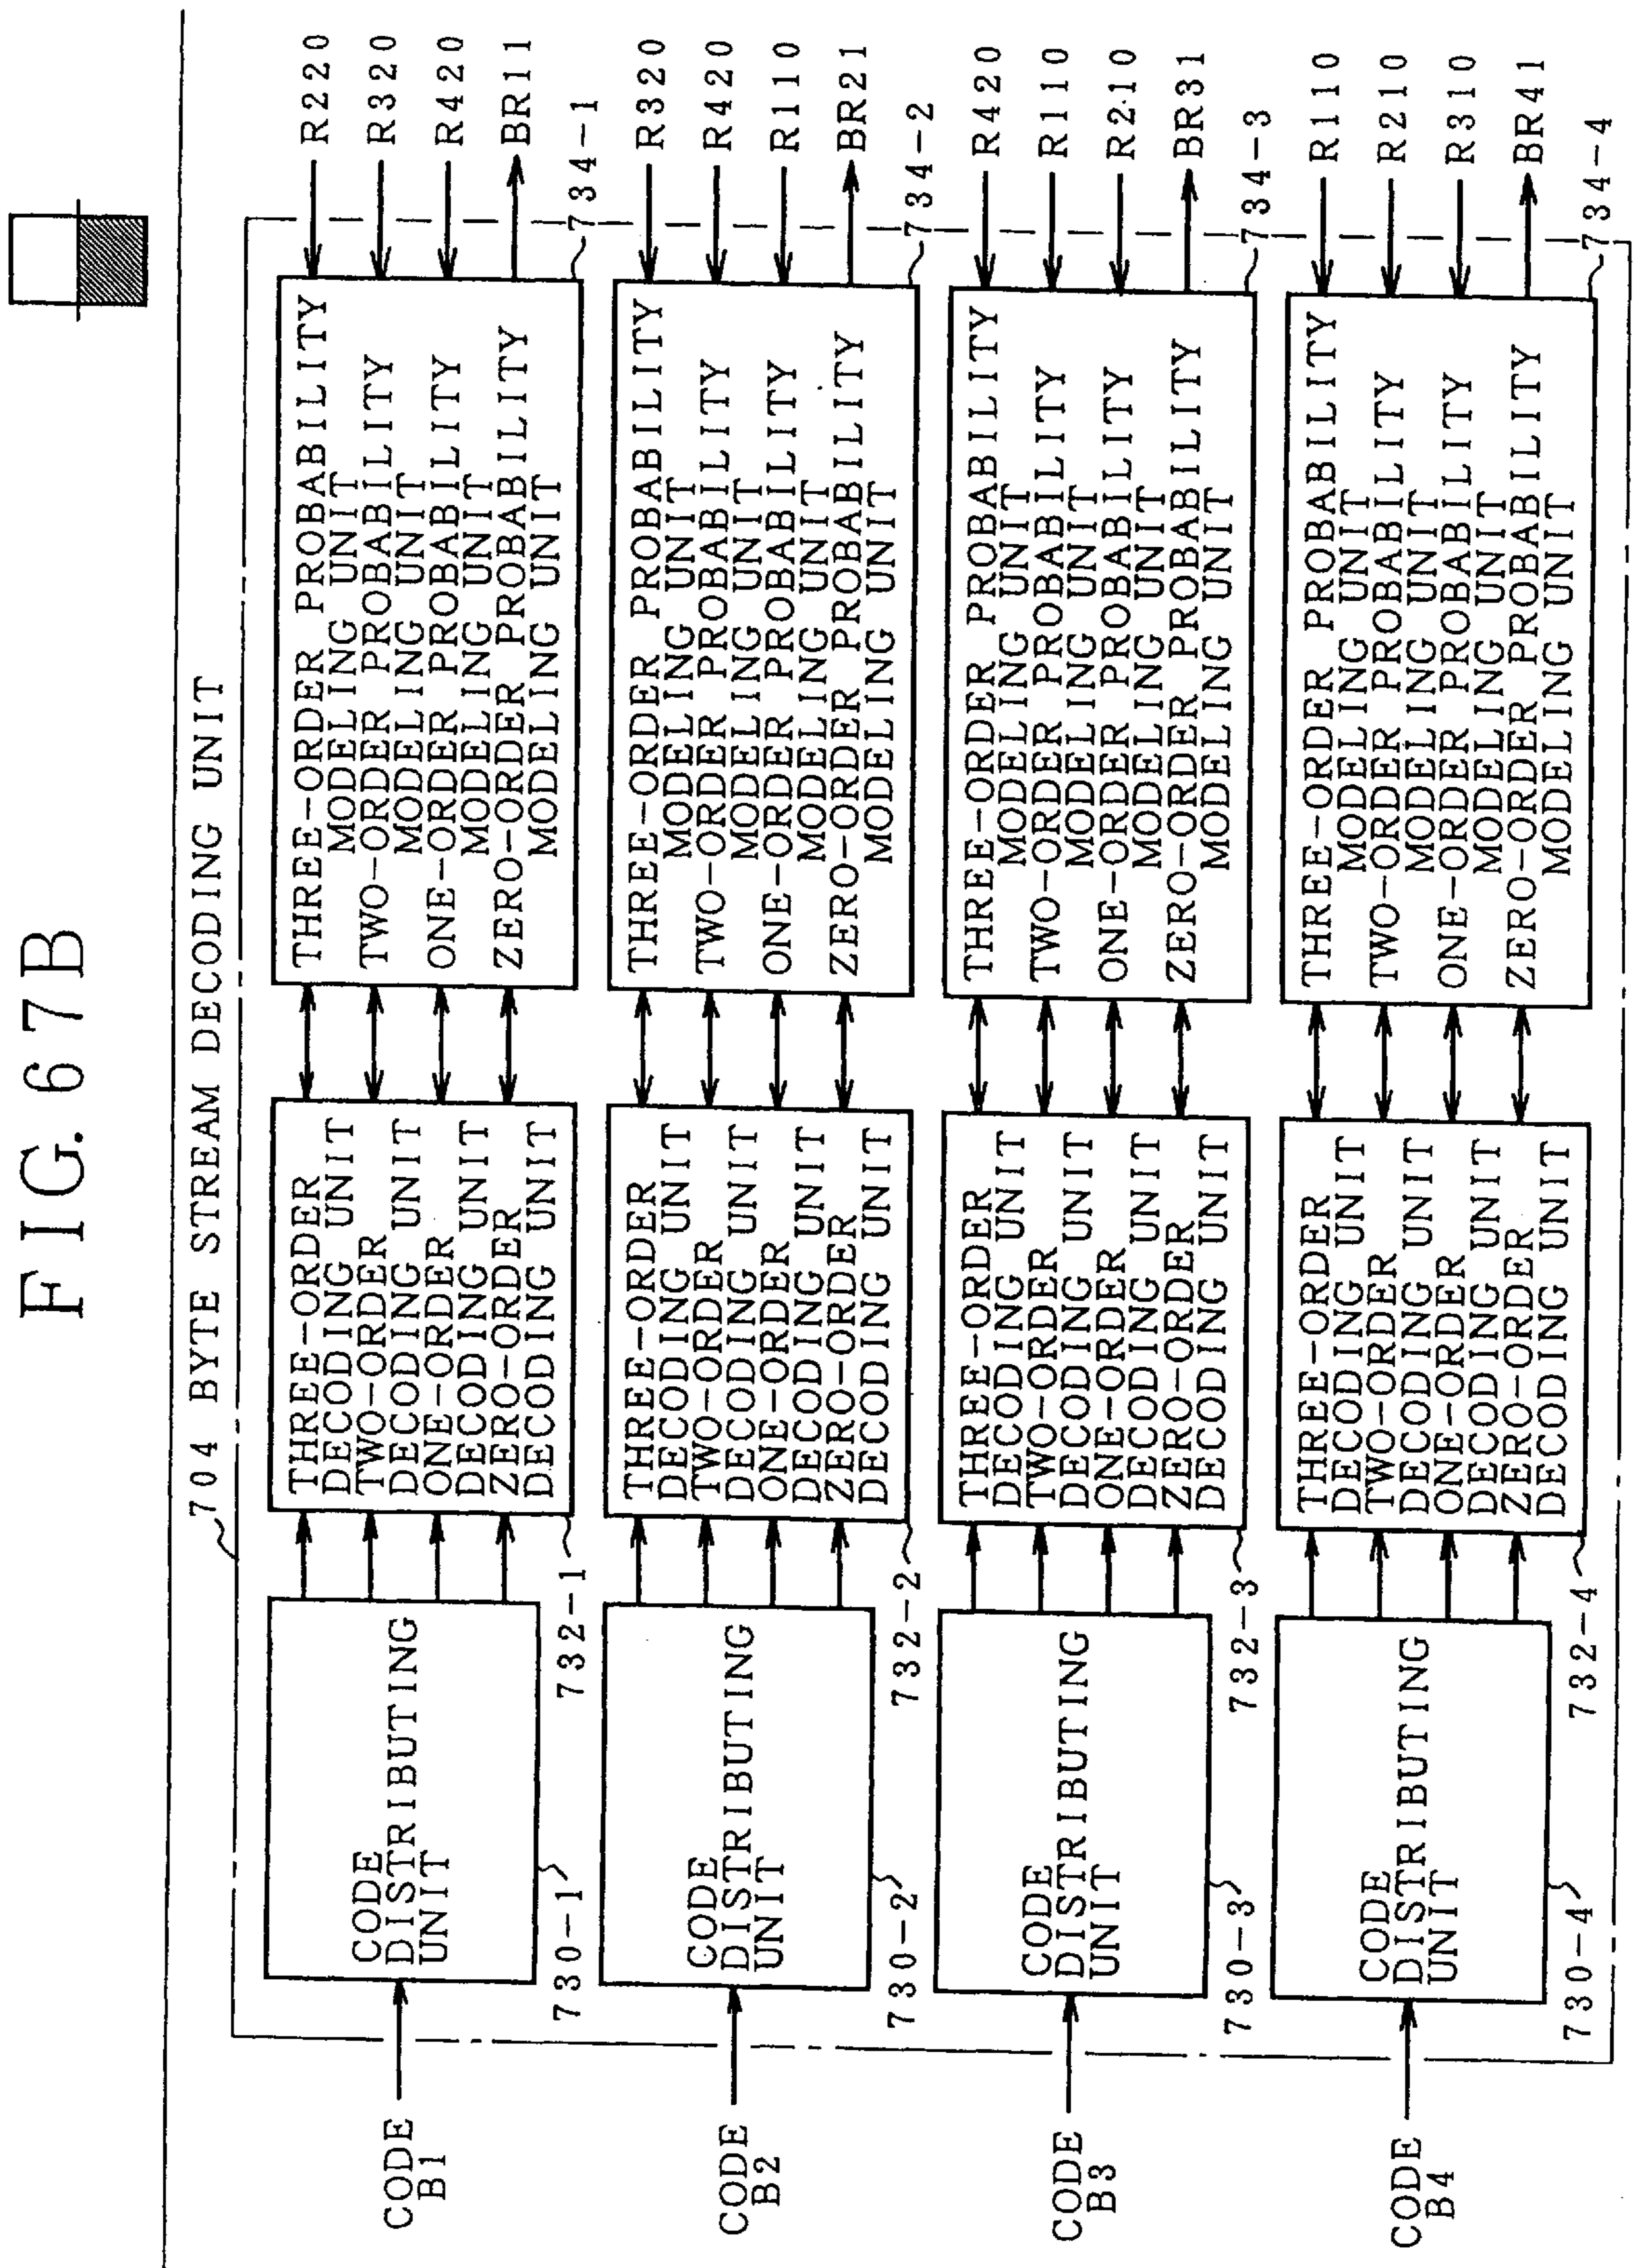 FIG. 67B
704 BYTE STREAM DECODING UNIT
CODE
B1
CODE
DISTRIBUTING
UNIT
730-1
THREE-ORDER
DECODING UNIT
TWO-ORDER
DECODING UNIT
ONE-ORDER
DECODING UNIT
ZERO-ORDER
DECODING UNIT
732-1
THREE-ORDER PROBABILITY
MODELING UNIT
TWO-ORDER PROBABILITY
MODELING UNIT
ONE-ORDER PROBABILITY
MODELING UNIT
ZERO-ORDER PROBABILITY
MODELING UNIT
734-1
R220
R320
R420
BR11
CODE
B2
CODE
DISTRIBUTING
UNIT
730-2
THREE-ORDER
DECODING UNIT
TWO-ORDER
DECODING UNIT
ONE-ORDER
DECODING UNIT
ZERO-ORDER
DECODING UNIT
732-2
THREE-ORDER PROBABILITY
MODELING UNIT
TWO-ORDER PROBABILITY
MODELING UNIT
ONE-ORDER PROBABILITY
MODELING UNIT
ZERO-ORDER PROBABILITY
MODELING UNIT
734-2
R320
R420
R110
BR21
CODE
B3
CODE
DISTRIBUTING
UNIT
730-3
THREE-ORDER
DECODING UNIT
TWO-ORDER
DECODING UNIT
ONE-ORDER
DECODING UNIT
ZERO-ORDER
DECODING UNIT
732-3
THREE-ORDER PROBABILITY
MODELING UNIT
TWO-ORDER PROBABILITY
MODELING UNIT
ONE-ORDER PROBABILITY
MODELING UNIT
ZERO-ORDER PROBABILITY
MODELING UNIT
734-3
R420
R110
R210
BR31
CODE
B4
CODE
DISTRIBUTING
UNIT
730-4
THREE-ORDER
DECODING UNIT
TWO-ORDER
DECODING UNIT
ONE-ORDER
DECODING UNIT
ZERO-ORDER
DECODING UNIT
732-4
THREE-ORDER PROBABILITY
MODELING UNIT
TWO-ORDER PROBABILITY
MODELING UNIT
ONE-ORDER PROBABILITY
MODELING UNIT
ZERO-ORDER PROBABILITY
MODELING UNIT
734-4
R110
R210
R310
BR41